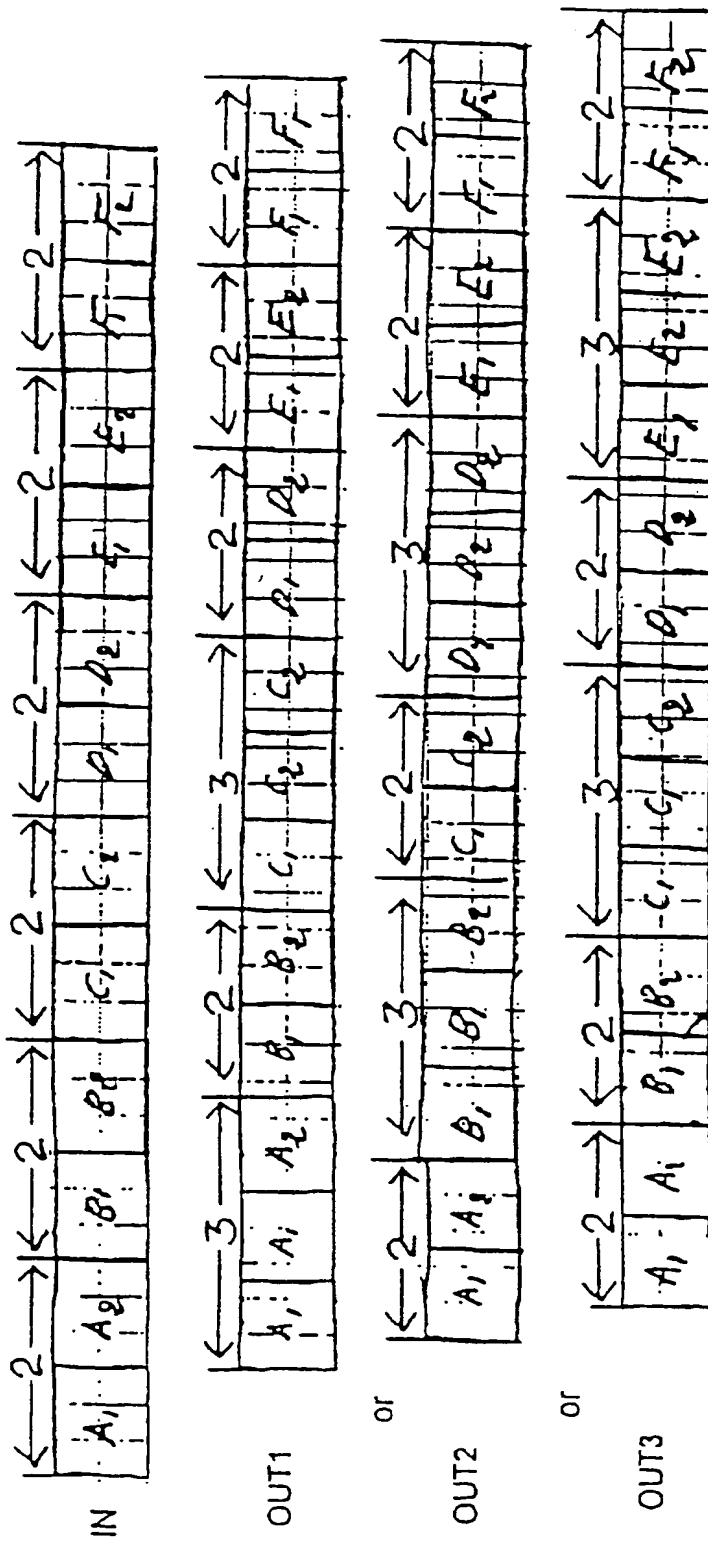 2 2 2 2 2 2
IN A1 A2 B1 B2 C1 C2 D1 D2 E1 E2 F1 F2
3 2 3 2 2 2
OUT1 A1 A1 A2 B1 B2 C1 C2 C2 D1 D2 E1 E2 F1 F1
or
2 3 2 3 2 2
OUT2 A1 A2 B1 B1 B2 C1 C2 D1 D2 D2 E1 E2 F1 F2
or
2 2 3 2 3 2
OUT3 A1 A1 B1 B2 C1 C1 C2 D1 D2 E1 E2 E2 F1 F2